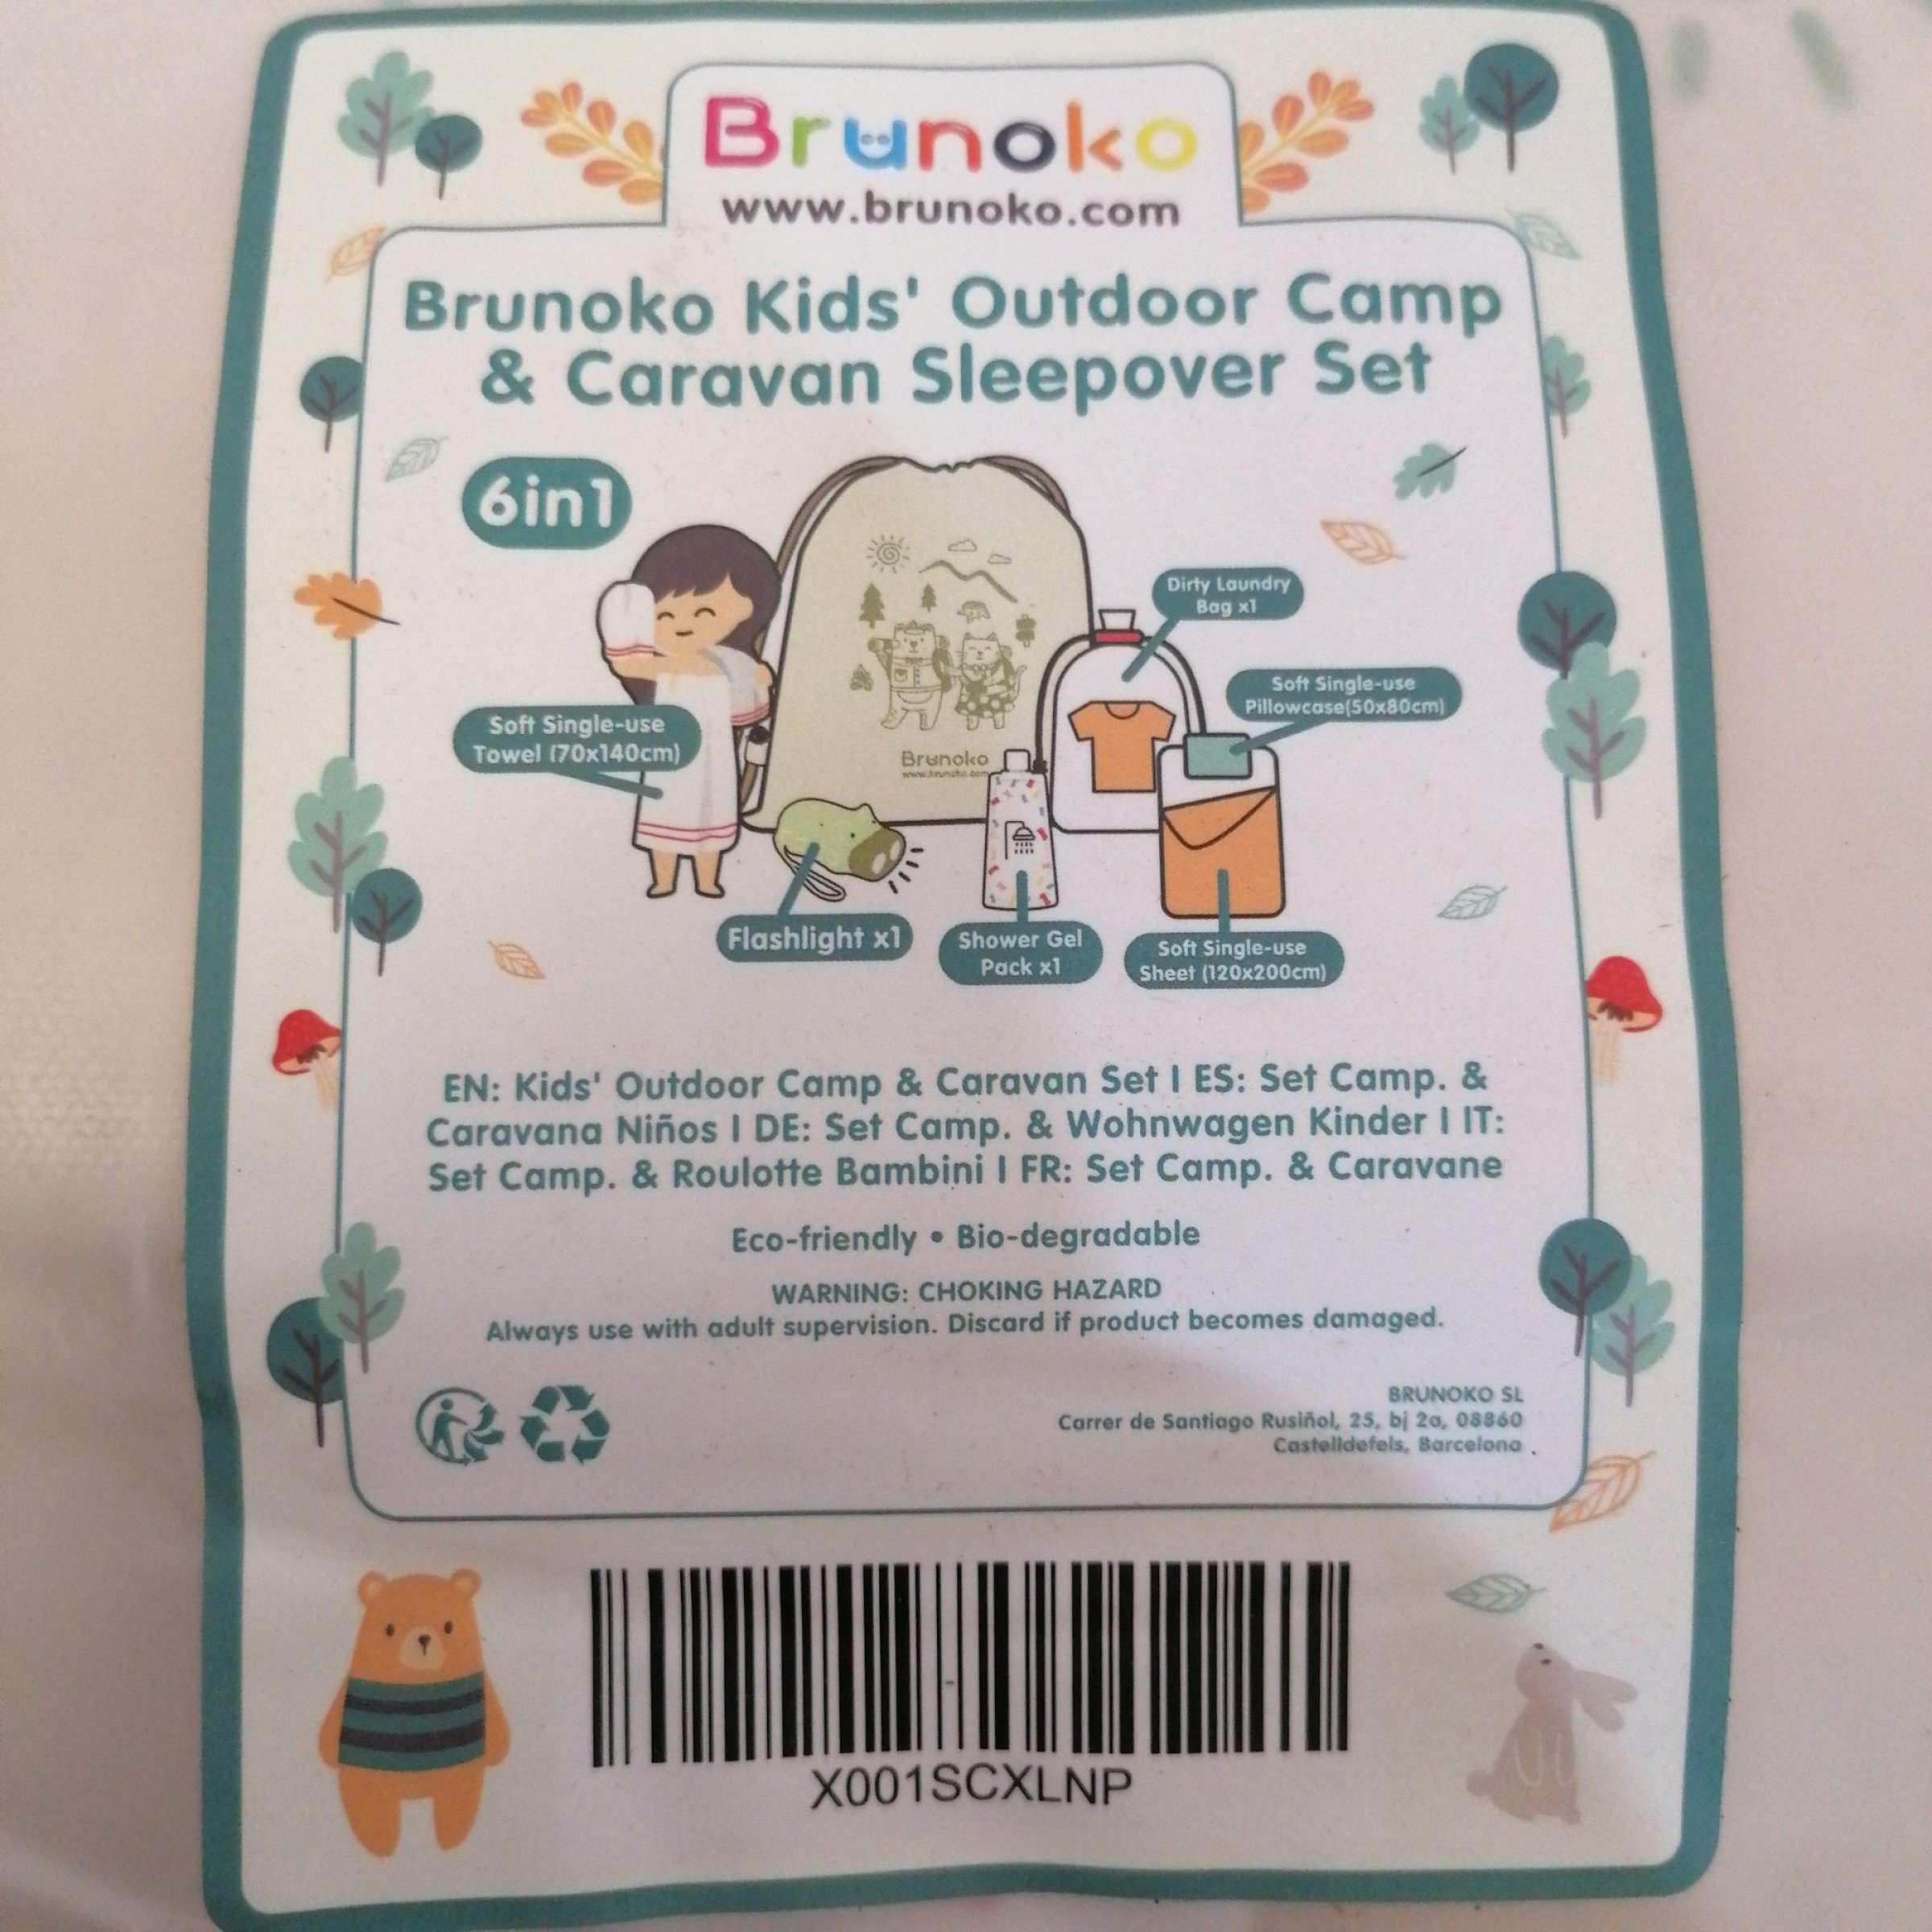 Brunoko
www.brunoko.com
Brunoko Kids' Outdoor Camp
& Caravan Sleepover Set
6in1
Dirty Laundry
Bag x1
Soft Single-use
Pillowcase(50x80cm)
Soft Single-use
Towel (70x140cm)
Brunoko
www.brunoko.com
Flashlight x1
Shower Gel
Pack x1
Soft Single-use
Sheet (120x200cm)
EN: Kids' Outdoor Camp & Caravan Set I ES: Set Camp. &
Caravana Niños I DE: Set Camp. & Wohnwagen Kinder I IT:
Set Camp. & Roulotte Bambini I FR: Set Camp. & Caravane
Eco-friendly • Bio-degradable
WARNING: CHOKING HAZARD
Always use with adult supervision. Discard if product becomes damaged.
BRUNOKO SL
Carrer de Santiago Rusiñol, 25, bj 2a, 08860
Castelldefels, Barcelona .
X001SCXLNP